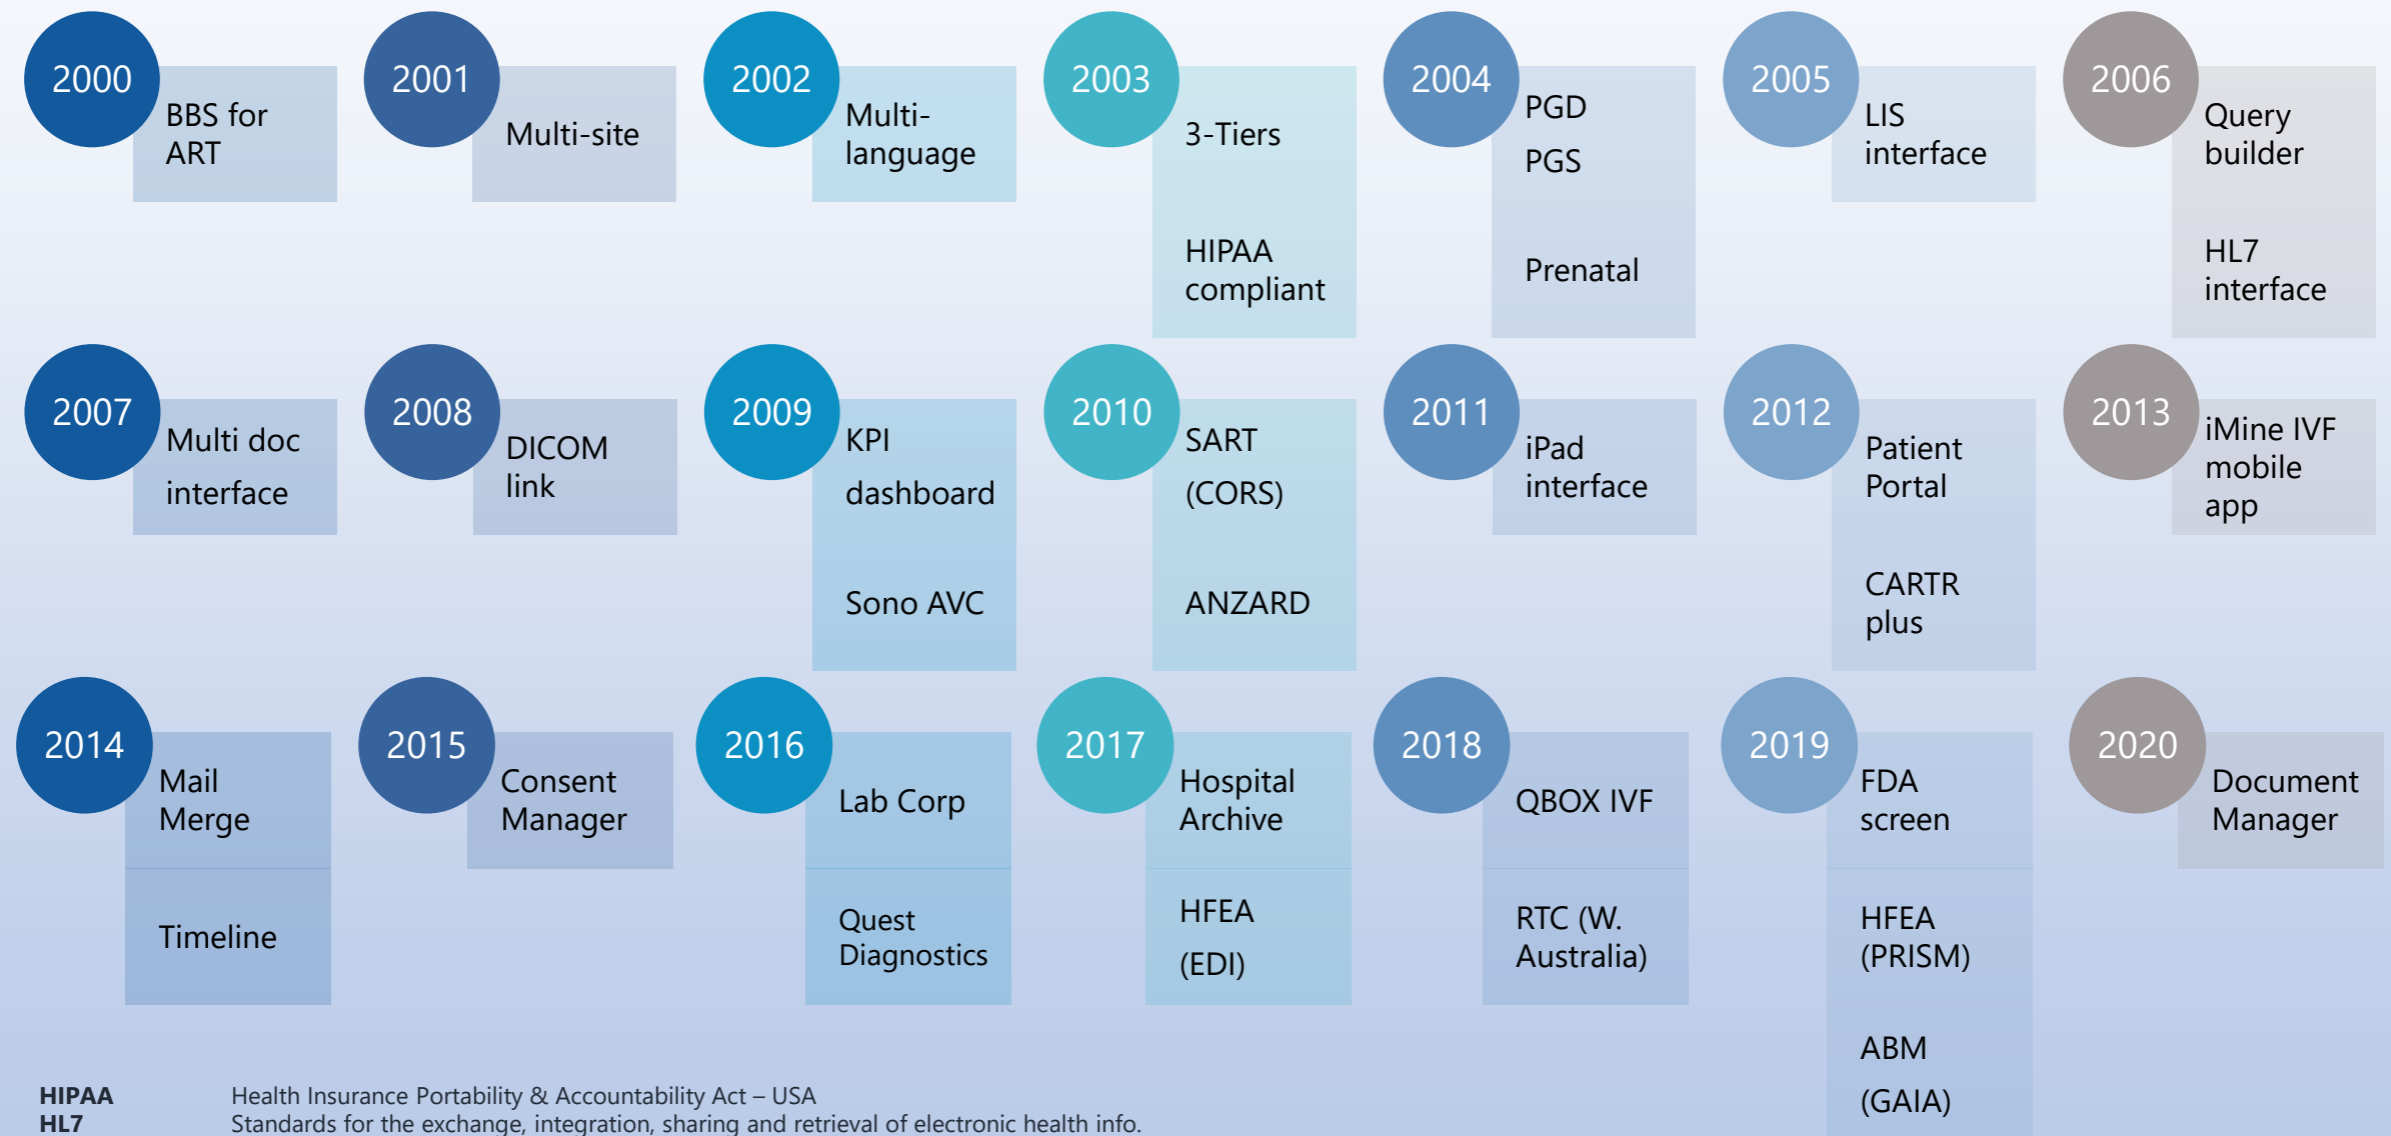 2000
BBS for
ART
2001
Multi-site
2002
Multi-
language
2003
3-Tiers
HIPAA
compliant
2004
PGD
PGS
Prenatal
2005
LIS
interface
2006
Query
builder
HL7
interface
2007
Multi doc
interface
2008
DICOM
link
2009
KPI
dashboard
Sono AVC
2010
SART
(CORS)
ANZARD
2011
iPad
interface
2012
Patient
Portal
CARTR
plus
2013
iMine IVF
mobile
app
2014
Mail
Merge
Timeline
2015
Consent
Manager
2016
Lab Corp
Quest
Diagnostics
2017
Hospital
Archive
HFEA
(EDI)
2018
QBOX IVF
RTC (W.
Australia)
2019
FDA
screen
HFEA
(PRISM)
ABM
(GAIA)
2020
Document
Manager
HIPAA Health Insurance Portability & Accountability Act – USA
HL7 Standards for the exchange, integration, sharing and retrieval of electronic health info.